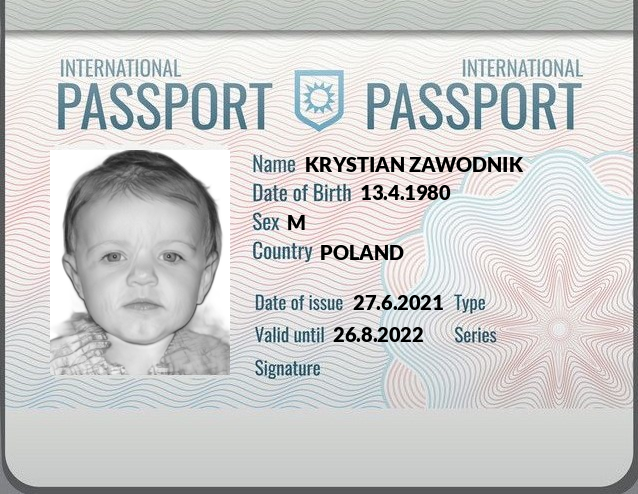 INTERNATIONAL INTERNATIONAL
PASSPORT PASSPORT
Name KRYSTIAN ZAWODNIK
Date of Birth 13.4.1980
Sex M
Country POLAND
Date of issue 27.6.2021 Type
Valid until 26.8.2022 Series
Signature